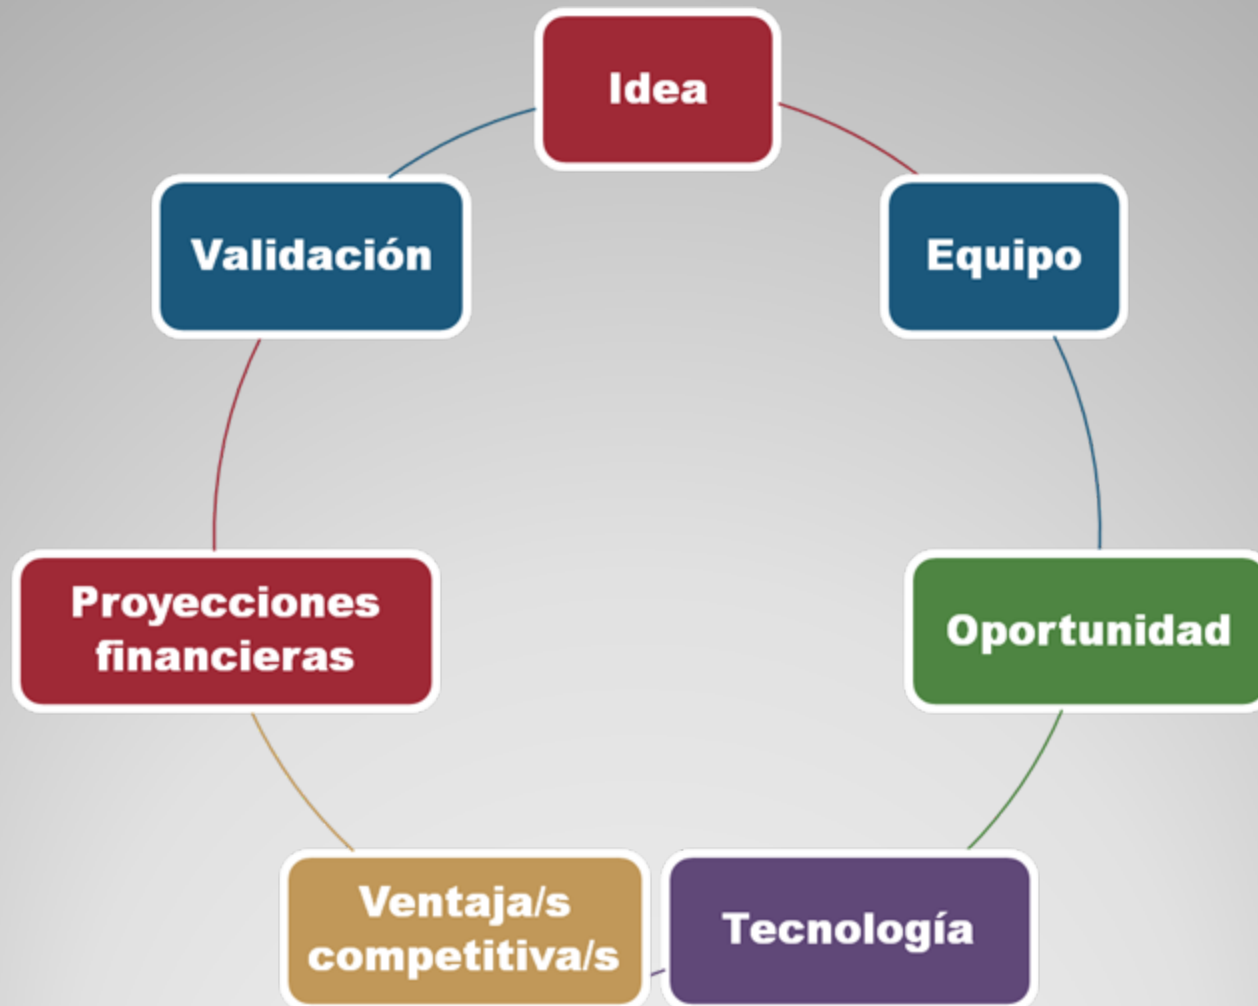 Idea
Equipo
Oportunidad
Tecnología
Ventaja/s
competitiva/s
Proyecciones
financieras
Validación